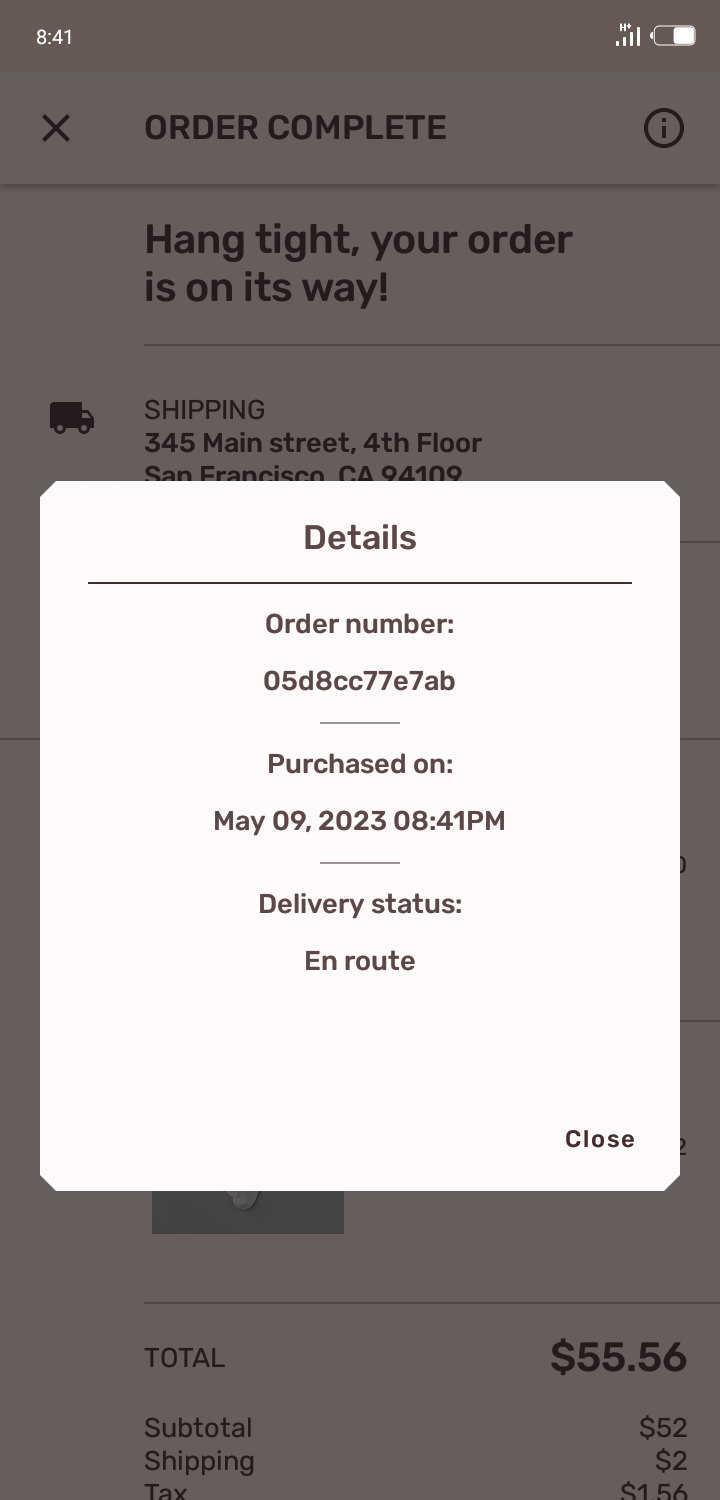 8:41
ORDER COMPLETE
Hang tight, your order
is on its way!
SHIPPING
345 Main street, 4th Floor
San Francisco, CA 94109
Details
Order number:
05d8cc77e7ab
Purchased on:
May 09, 2023 08:41PM
Delivery status:
En route
Close
TOTAL $55.56
Subtotal $52
Shipping $2
Tax $1.56